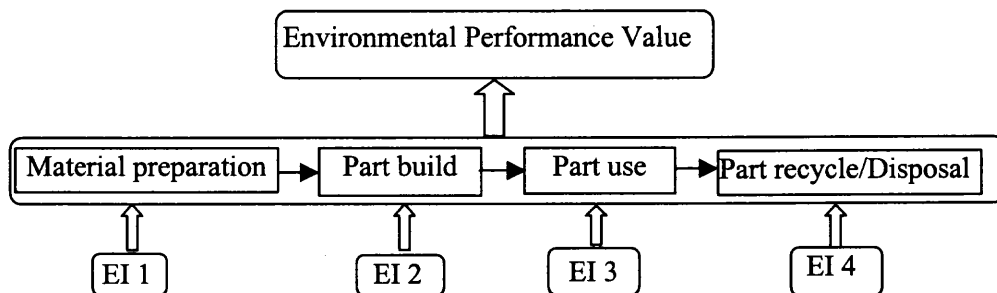 Environmental Performance Value
Material preparation
Part build
Part use
Part recycle/Disposal
EI 1
EI 2
EI 3
EI 4